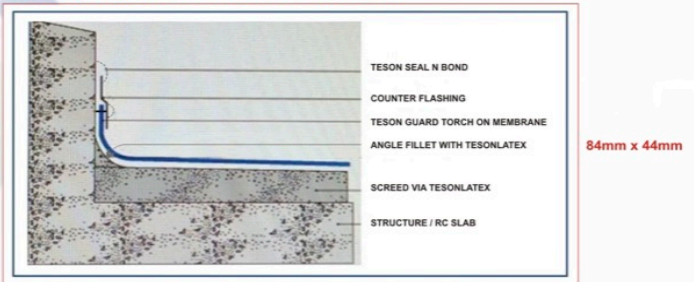 TESON SEAL N BOND
COUNTER FLASHING
TESON GUARD TORCH ON MEMBRANE
ANGLE FILLET WITH TESONLATEX
84mm x 44mm
SCREED VIA TESONLATEX
STRUCTURE / RC SLAB